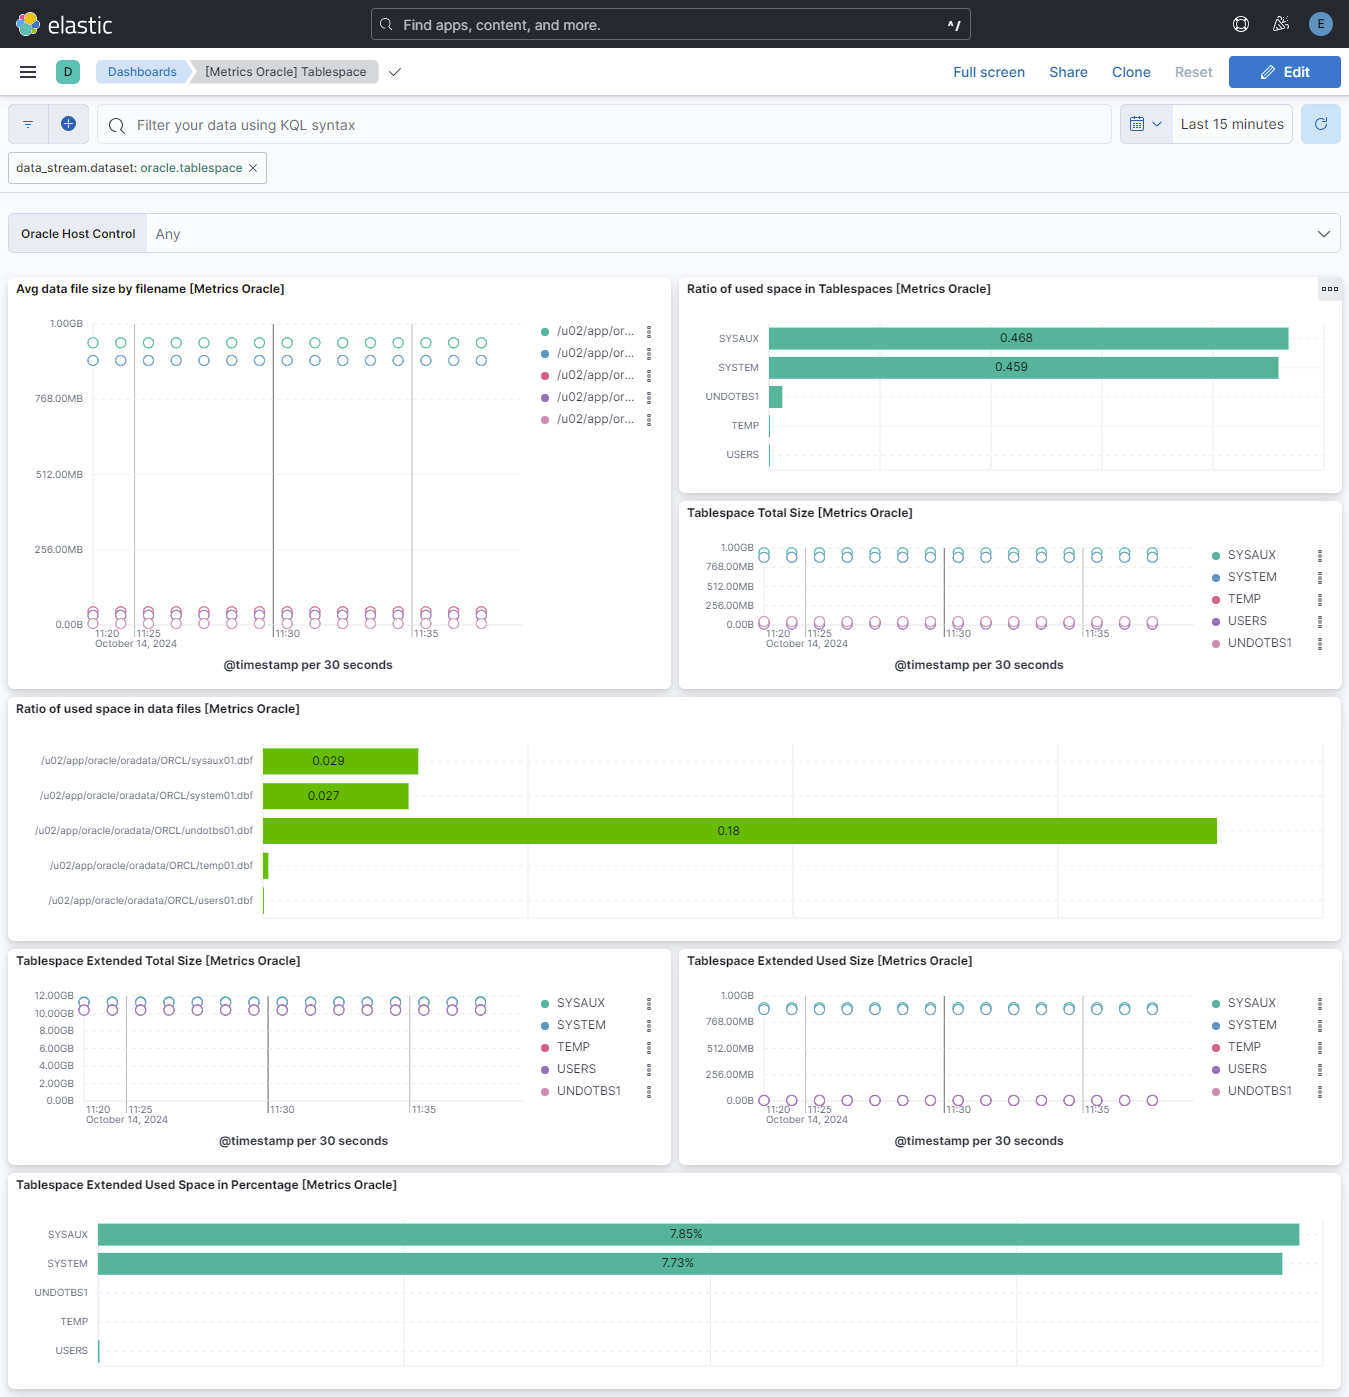 elastic
Find apps, content, and more.
^/
E
D
Dashboards
[Metrics Oracle] Tablespace
Full screen
Share
Clone
Reset
Edit
Filter your data using KQL syntax
Last 15 minutes
data_stream.dataset: oracle.tablespace ×
Oracle Host Control
Any
Avg data file size by filename [Metrics Oracle]
1.00GB
768.00MB
512.00MB
256.00MB
0.00B
11:20
11:25
11:30
11:35
October 14, 2024
@timestamp per 30 seconds
/u02/app/or...
/u02/app/or...
/u02/app/or...
/u02/app/or...
/u02/app/or...
Ratio of used space in Tablespaces [Metrics Oracle]
SYSAUX
0.468
SYSTEM
0.459
UNDOTBS1
TEMP
USERS
Tablespace Total Size [Metrics Oracle]
1.00GB
768.00MB
512.00MB
256.00MB
0.00B
11:20
11:25
11:30
11:35
October 14, 2024
@timestamp per 30 seconds
SYSAUX
SYSTEM
TEMP
USERS
UNDOTBS1
Ratio of used space in data files [Metrics Oracle]
/u02/app/oracle/oradata/ORCL/sysaux01.dbf
0.029
/u02/app/oracle/oradata/ORCL/system01.dbf
0.027
/u02/app/oracle/oradata/ORCL/undotbs01.dbf
0.18
/u02/app/oracle/oradata/ORCL/temp01.dbf
/u02/app/oracle/oradata/ORCL/users01.dbf
Tablespace Extended Total Size [Metrics Oracle]
12.00GB
10.00GB
8.00GB
6.00GB
4.00GB
2.00GB
0.00B
11:20
11:25
11:30
11:35
October 14, 2024
@timestamp per 30 seconds
SYSAUX
SYSTEM
TEMP
USERS
UNDOTBS1
Tablespace Extended Used Size [Metrics Oracle]
1.00GB
768.00MB
512.00MB
256.00MB
0.00B
11:20
11:25
11:30
11:35
October 14, 2024
@timestamp per 30 seconds
SYSAUX
SYSTEM
TEMP
USERS
UNDOTBS1
Tablespace Extended Used Space in Percentage [Metrics Oracle]
SYSAUX
7.85%
SYSTEM
7.73%
UNDOTBS1
TEMP
USERS